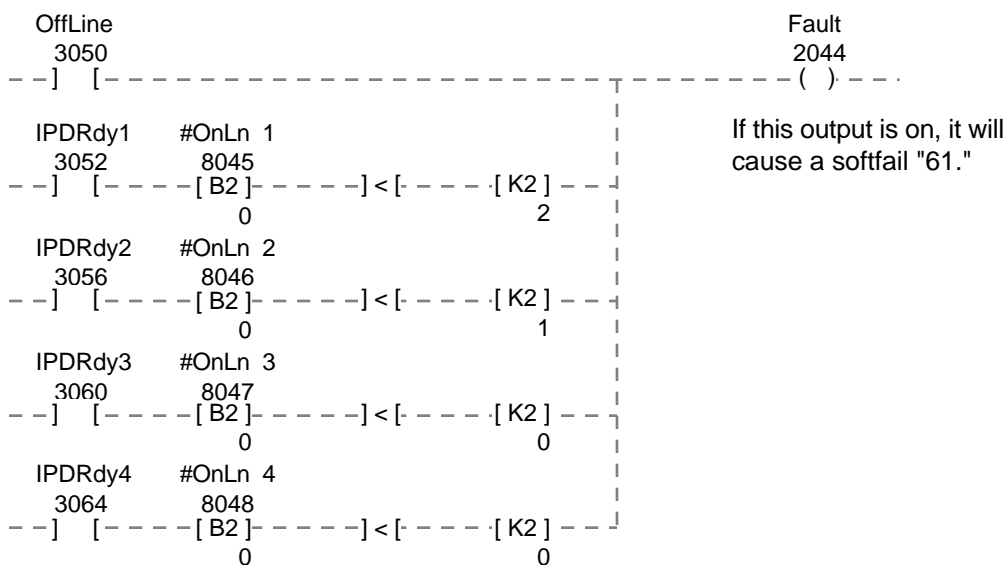 OffLine Fault
3050 2044
] [ ( )
If this output is on, it will
cause a softfail "61."
IPDRdy1 #OnLn 1
3052 8045
] [ [ B2 ] ] < [ [ K2 ]
0 2
IPDRdy2 #OnLn 2
3056 8046
] [ [ B2 ] ] < [ [ K2 ]
0 1
IPDRdy3 #OnLn 3
3060 8047
] [ [ B2 ] ] < [ [ K2 ]
0 0
IPDRdy4 #OnLn 4
3064 8048
] [ [ B2 ] ] < [ [ K2 ]
0 0